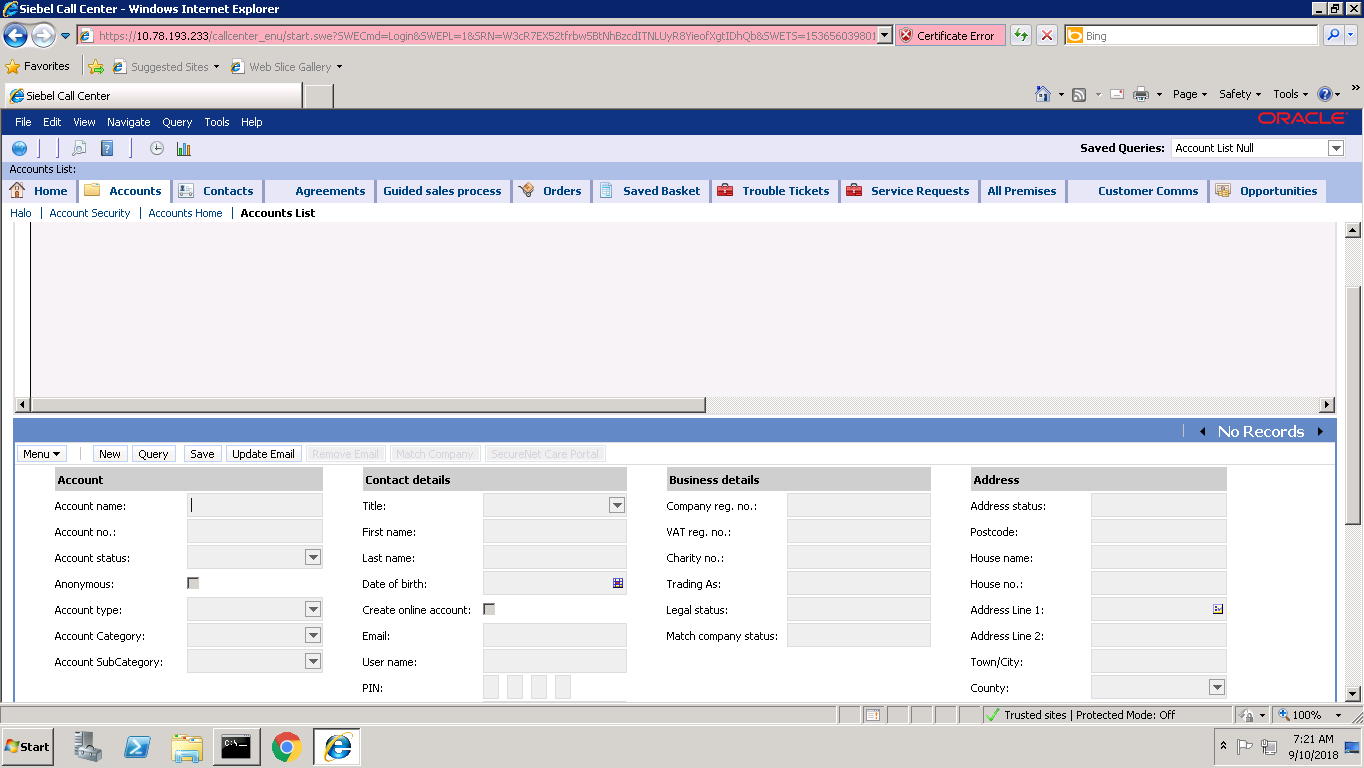 Siebel Call Center - Windows Internet Explorer
https://10.78.193.233/callcenter_enu/start.swe?SWECmd=Login&SWEPL=1&SRN=W3cR7EX52tfrbw5BtNhBzcdITNLUyR8YieofXgtIDhQb&SWETS=153656039801 Certificate Error Bing
Favorites Suggested Sites Web Slice Gallery
Siebel Call Center Page Safety Tools
File Edit View Navigate Query Tools Help ORACLE
Saved Queries: Account List Null
Accounts List:
Home Accounts Contacts Agreements Guided sales process Orders Saved Basket Trouble Tickets Service Requests All Premises Customer Comms Opportunities
Halo | Account Security | Accounts Home | Accounts List
No Records
Menu New Query Save Update Email Remove Email Match Company SecureNet Care Portal
Account Contact details Business details Address
Account name: Title: Company reg. no.: Address status:
Account no.: First name: VAT reg. no.: Postcode:
Account status: Last name: Charity no.: House name:
Anonymous: Date of birth: Trading As: House no.:
Account type: Create online account: Legal status: Address Line 1:
Account Category: Email: Match company status: Address Line 2:
Account SubCategory: User name: Town/City:
PIN: County:
Trusted sites | Protected Mode: Off 100%
Start C:\ 7:21 AM
9/10/2018